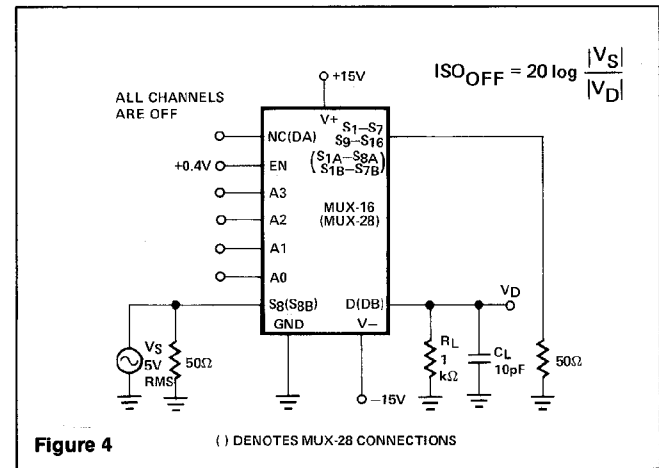 +15V
ISO_OFF = 20 log |V_S| / |V_D|
ALL CHANNELS
ARE OFF
V+
S1–S7
S9–S16
NC(DA)
(S1A–S8A)
(S1B–S7B)
+0.4V
EN
A3
MUX-16
(MUX-28)
A2
A1
A0
S8(S8B)
D(DB)
V_D
GND
V–
V_S
5V
RMS
50Ω
R_L
1
kΩ
C_L
10pF
50Ω
–15V
Figure 4
( ) DENOTES MUX-28 CONNECTIONS